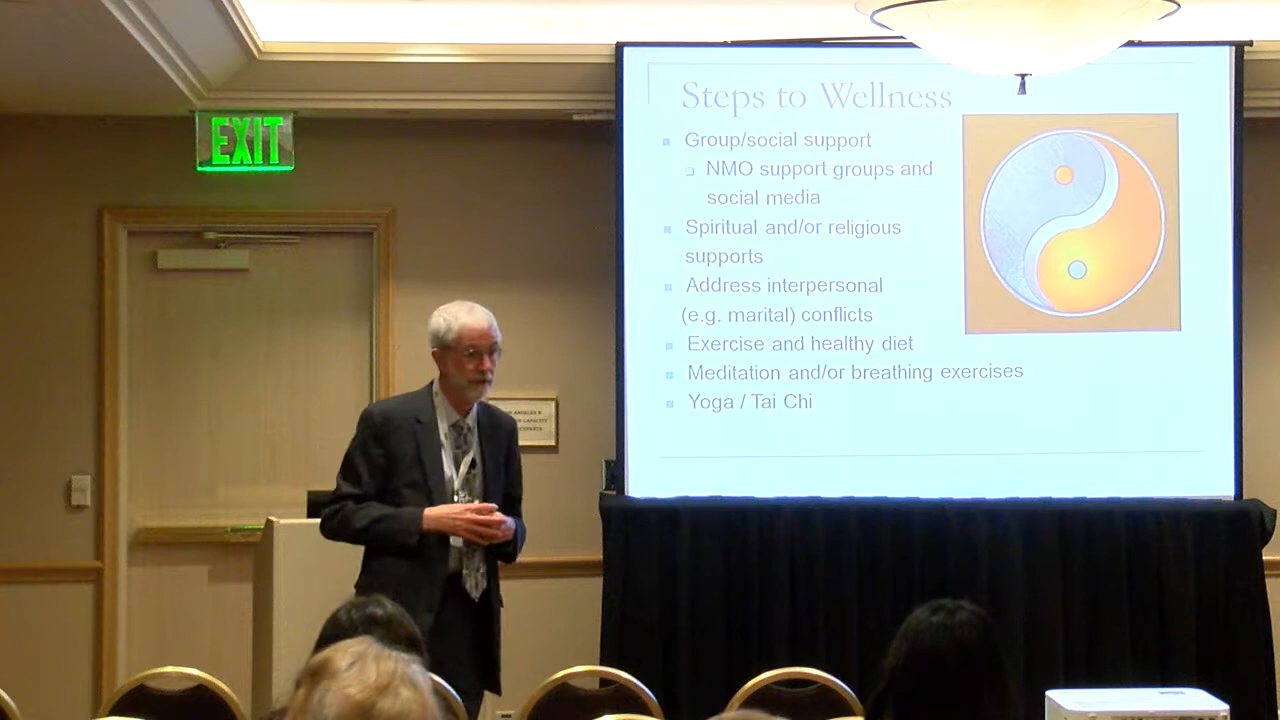 EXIT
Steps to Wellness
Group/social support
NMO support groups and
social media
Spiritual and/or religious
supports
Address interpersonal
(e.g. marital) conflicts
Exercise and healthy diet
Meditation and/or breathing exercises
Yoga / Tai Chi
CAPACITY